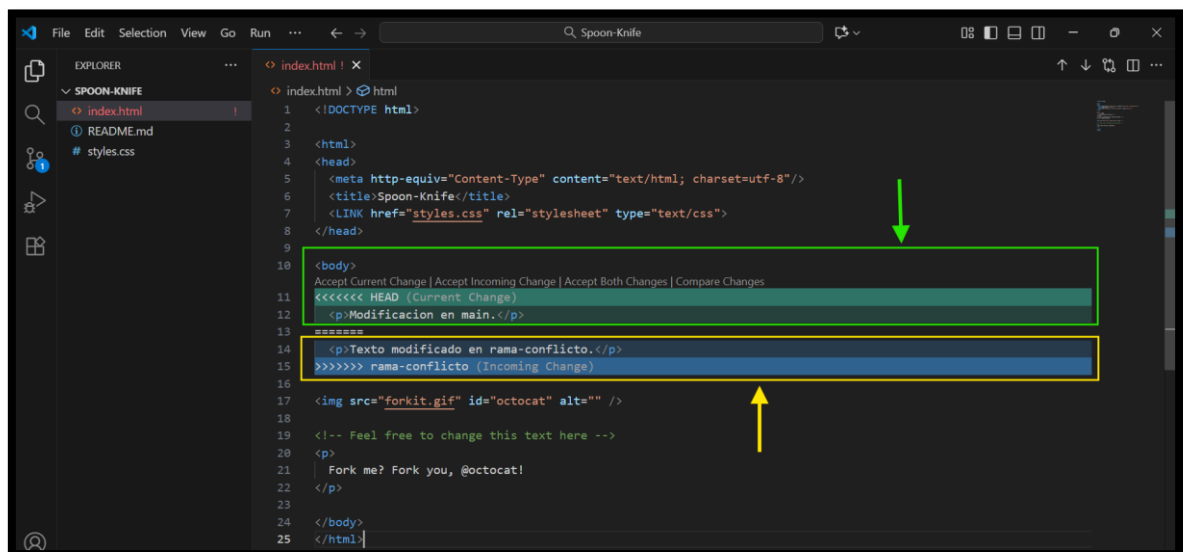 File Edit Selection View Go Run ··· ← → Spoon-Knife
EXPLORER ···
index.html !
SPOON-KNIFE
index.html !
README.md
# styles.css
1
index.html > html
1 <!DOCTYPE html>
2
3 <html>
4 <head>
5 <meta http-equiv="Content-Type" content="text/html; charset=utf-8"/>
6 <title>Spoon-Knife</title>
7 <LINK href="styles.css" rel="stylesheet" type="text/css">
8 </head>
9
10 <body>
Accept Current Change | Accept Incoming Change | Accept Both Changes | Compare Changes
11 <<<<<<< HEAD (Current Change)
12 <p>Modificacion en main.</p>
13 =======
14 <p>Texto modificado en rama-conflicto.</p>
15 >>>>>>> rama-conflicto (Incoming Change)
16
17 <img src="forkit.gif" id="octocat" alt="" />
18
19 <!-- Feel free to change this text here -->
20 <p>
21 Fork me? Fork you, @octocat!
22 </p>
23
24 </body>
25 </html>